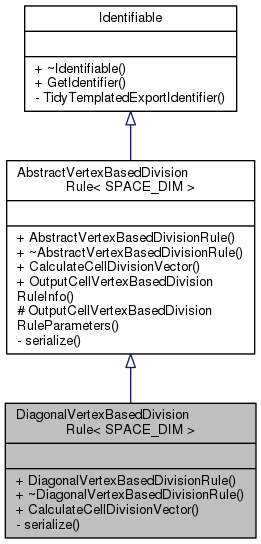 Identifiable
+ ~Identifiable()
+ GetIdentifier()
- TidyTemplatedExportIdentifier()
AbstractVertexBasedDivision
Rule< SPACE_DIM >
+ AbstractVertexBasedDivisionRule()
+ ~AbstractVertexBasedDivisionRule()
+ CalculateCellDivisionVector()
+ OutputCellVertexBasedDivision
RuleInfo()
# OutputCellVertexBasedDivision
RuleParameters()
- serialize()
DiagonalVertexBasedDivision
Rule< SPACE_DIM >
+ DiagonalVertexBasedDivisionRule()
+ ~DiagonalVertexBasedDivisionRule()
+ CalculateCellDivisionVector()
- serialize()